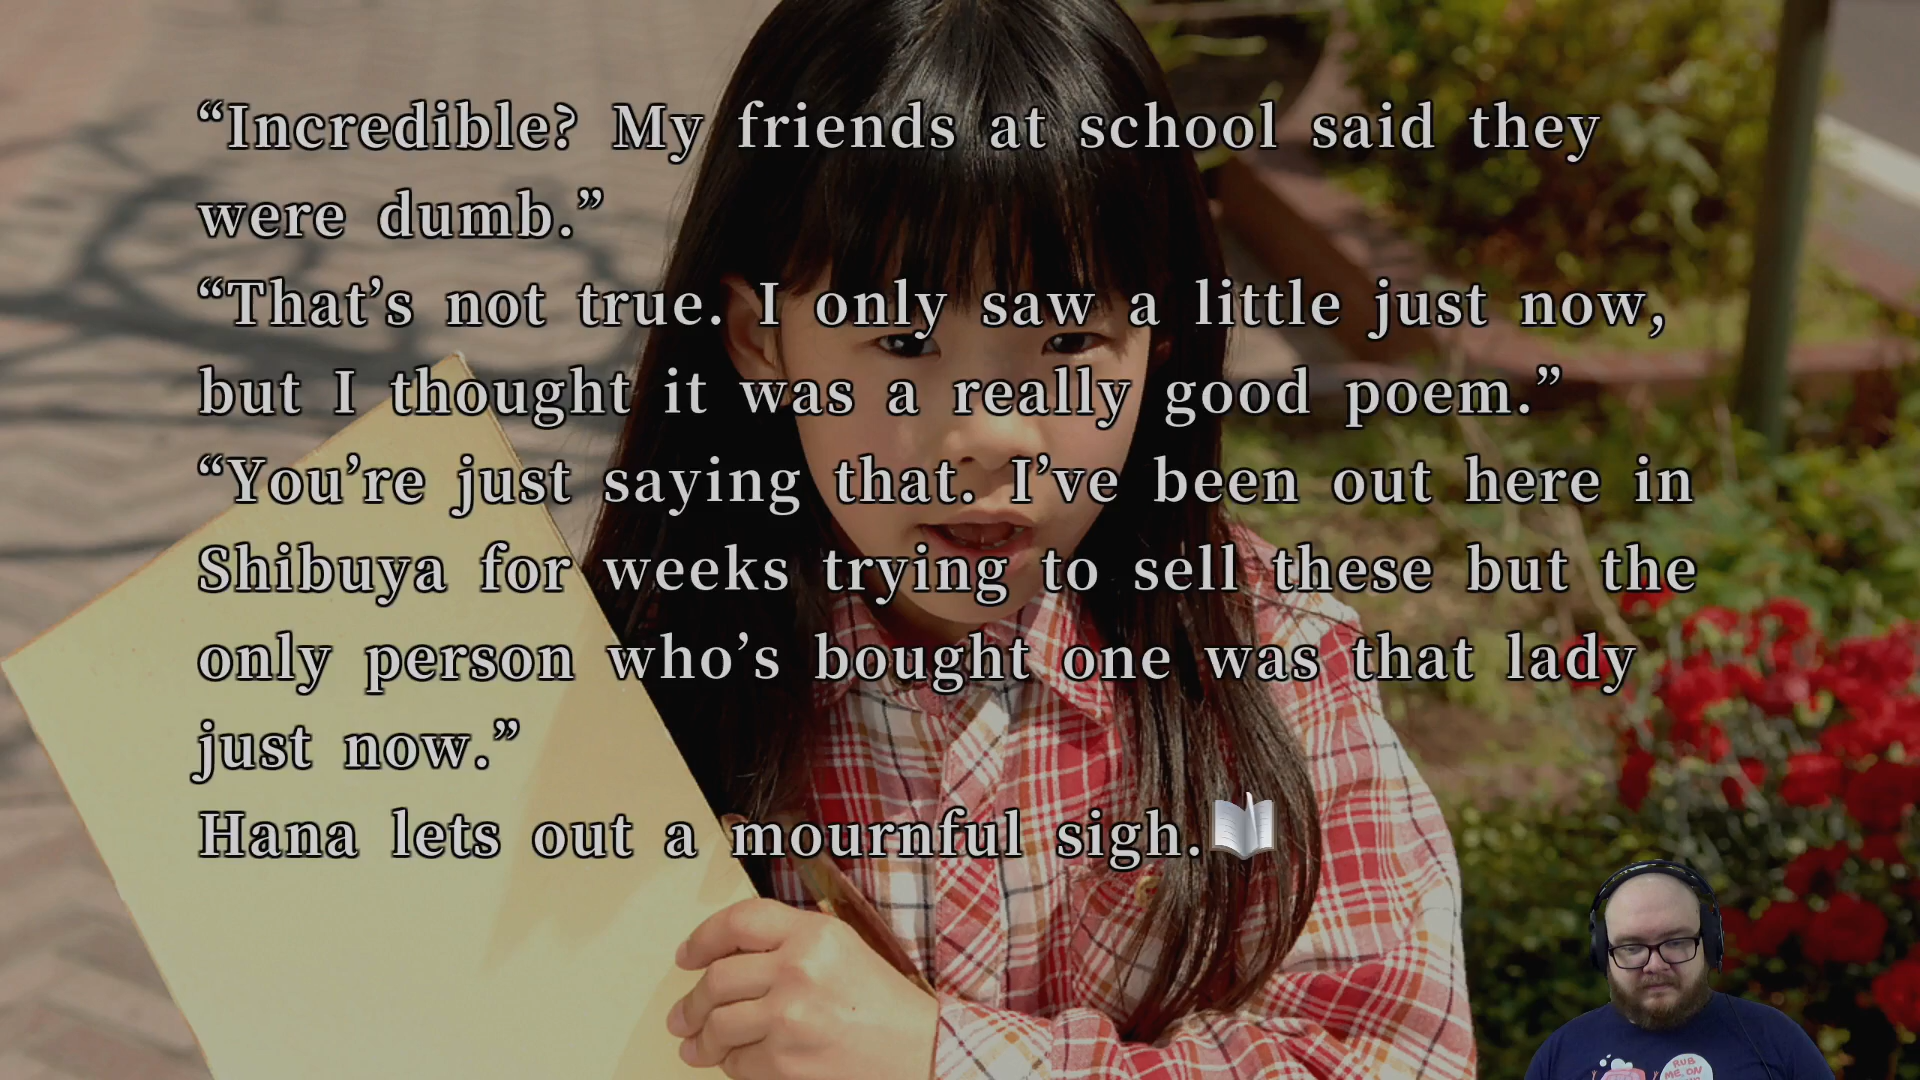 “Incredible? My friends at school said they
were dumb.”
“That’s not true. I only saw a little just now,
but I thought it was a really good poem.”
“You’re just saying that. I’ve been out here in
Shibuya for weeks trying to sell these but the
only person who’s bought one was that lady
just now.”
Hana lets out a mournful sigh.
RUB
ME ON